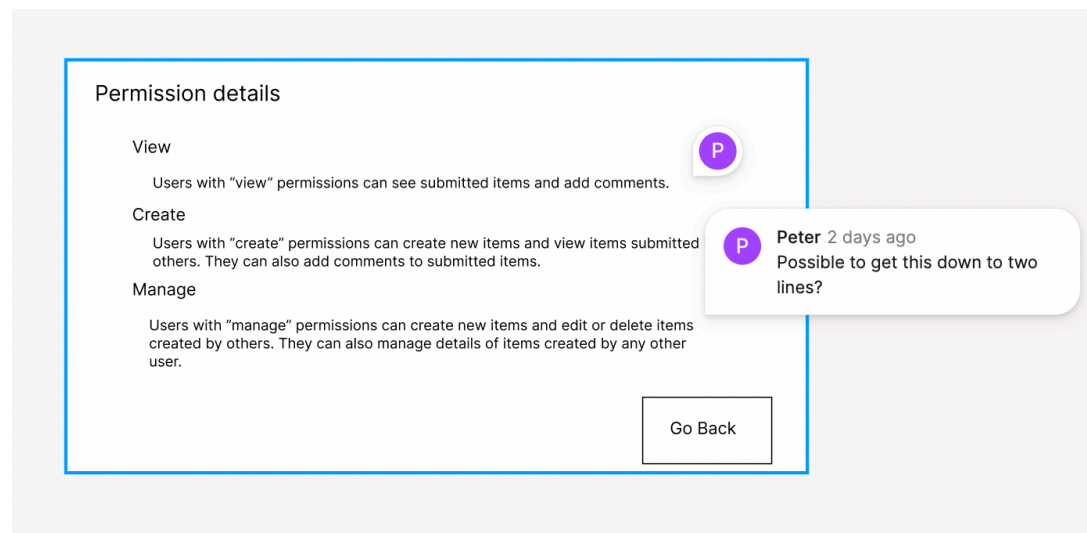 Permission details
View
P
Users with “view” permissions can see submitted items and add comments.
Create
Users with “create” permissions can create new items and view items submitted
others. They can also add comments to submitted items.
P
Peter 2 days ago
Possible to get this down to two
lines?
Manage
Users with “manage” permissions can create new items and edit or delete items
created by others. They can also manage details of items created by any other
user.
Go Back